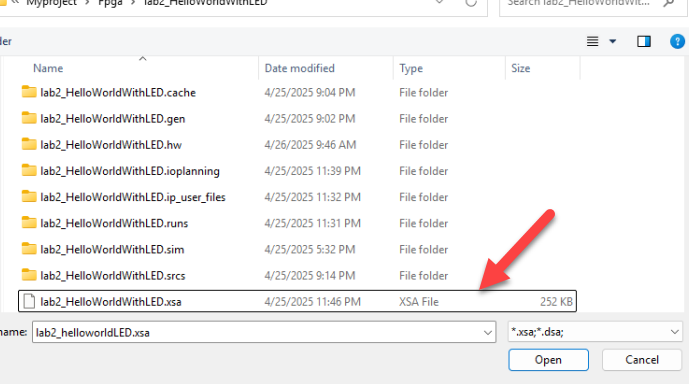 « Myproject > Fpga > lab2_HelloWorldWithLED
Search lab2_HelloWorldWit...
der
Name Date modified Type Size
lab2_HelloWorldWithLED.cache 4/25/2025 9:04 PM File folder
lab2_HelloWorldWithLED.gen 4/25/2025 9:02 PM File folder
lab2_HelloWorldWithLED.hw 4/26/2025 9:46 AM File folder
lab2_HelloWorldWithLED.ioplanning 4/25/2025 11:39 PM File folder
lab2_HelloWorldWithLED.ip_user_files 4/25/2025 11:32 PM File folder
lab2_HelloWorldWithLED.runs 4/25/2025 11:31 PM File folder
lab2_HelloWorldWithLED.sim 4/25/2025 5:32 PM File folder
lab2_HelloWorldWithLED.srcs 4/25/2025 9:14 PM File folder
lab2_HelloWorldWithLED.xsa 4/25/2025 11:46 PM XSA File 252 KB
name: lab2_helloworldLED.xsa *.xsa;*.dsa;
Open Cancel